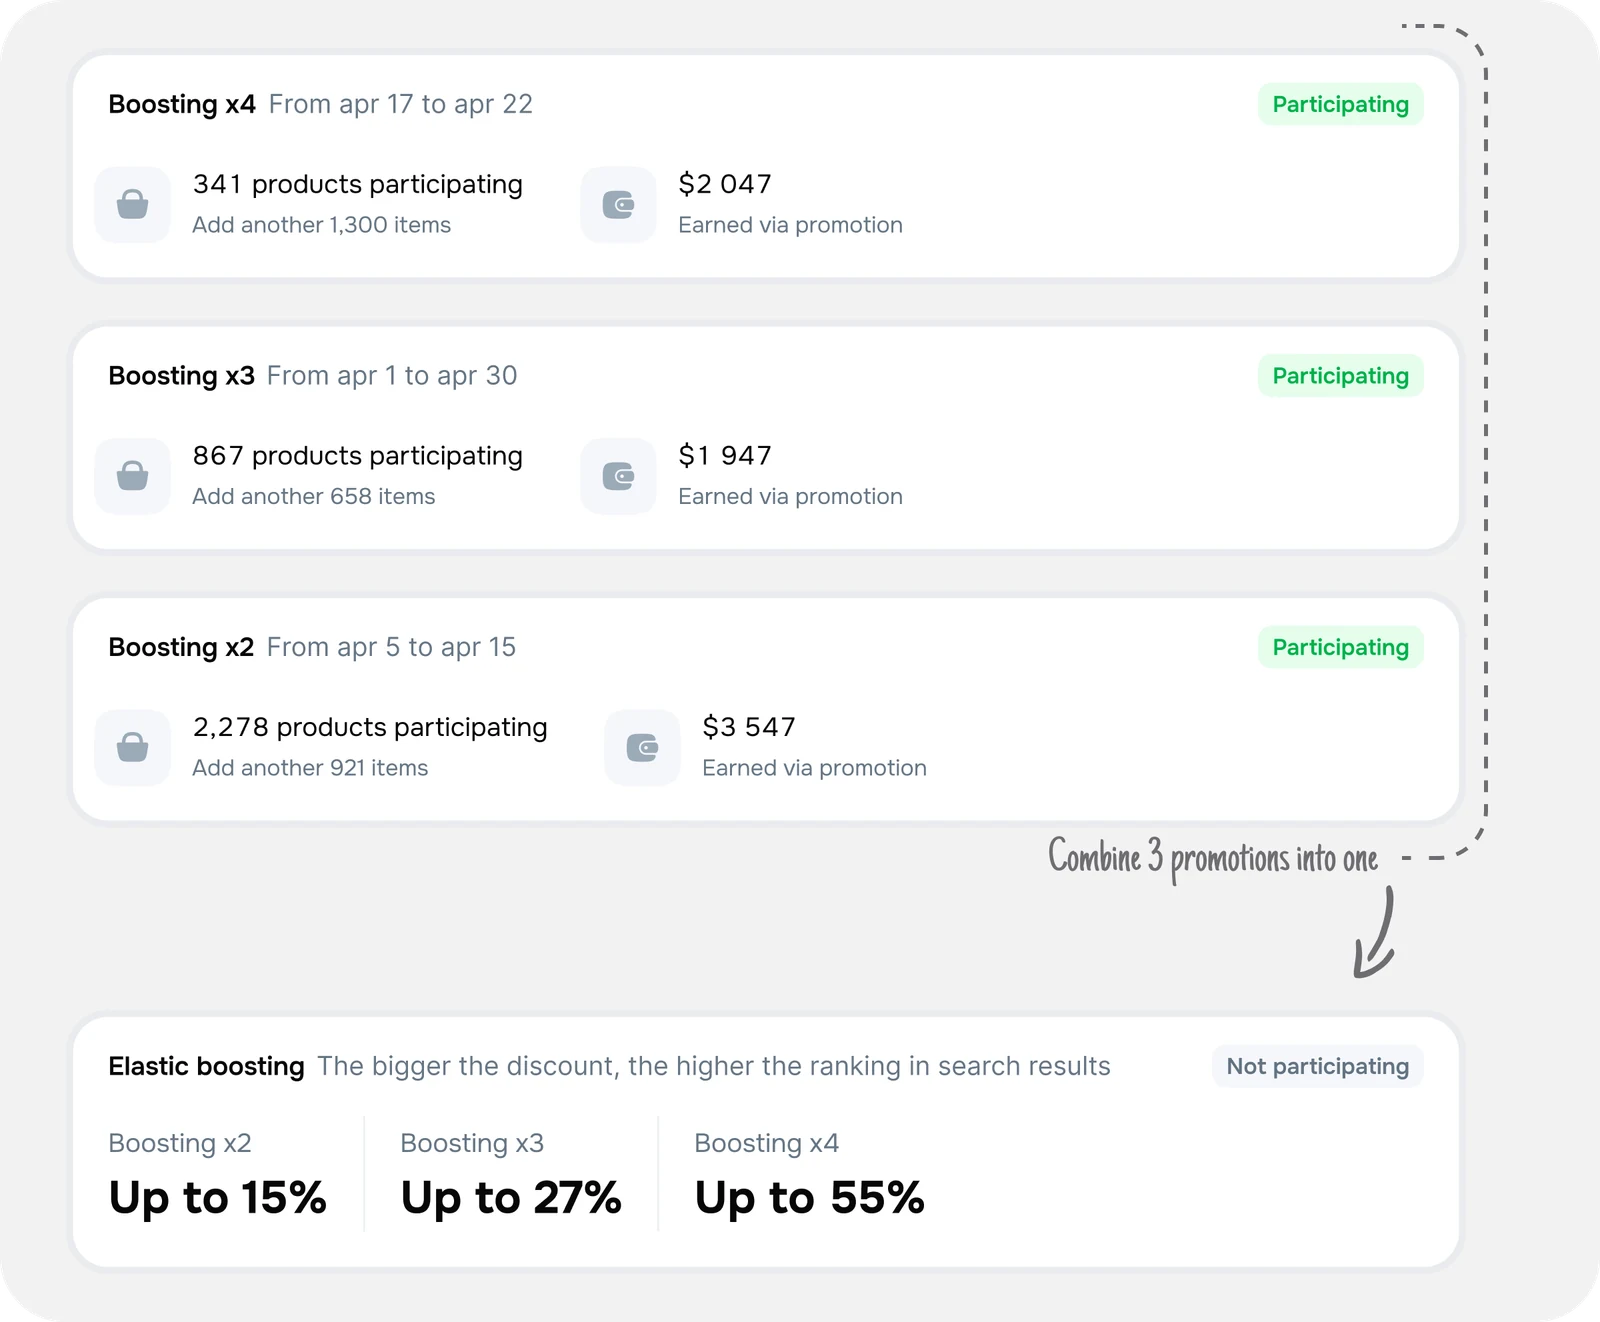 Boosting x4 From apr 17 to apr 22
Participating
341 products participating
Add another 1,300 items
$2 047
Earned via promotion
Boosting x3 From apr 1 to apr 30
Participating
867 products participating
Add another 658 items
$1 947
Earned via promotion
Boosting x2 From apr 5 to apr 15
Participating
2,278 products participating
Add another 921 items
$3 547
Earned via promotion
Combine 3 promotions into one
Elastic boosting The bigger the discount, the higher the ranking in search results
Not participating
Boosting x2
Up to 15%
Boosting x3
Up to 27%
Boosting x4
Up to 55%